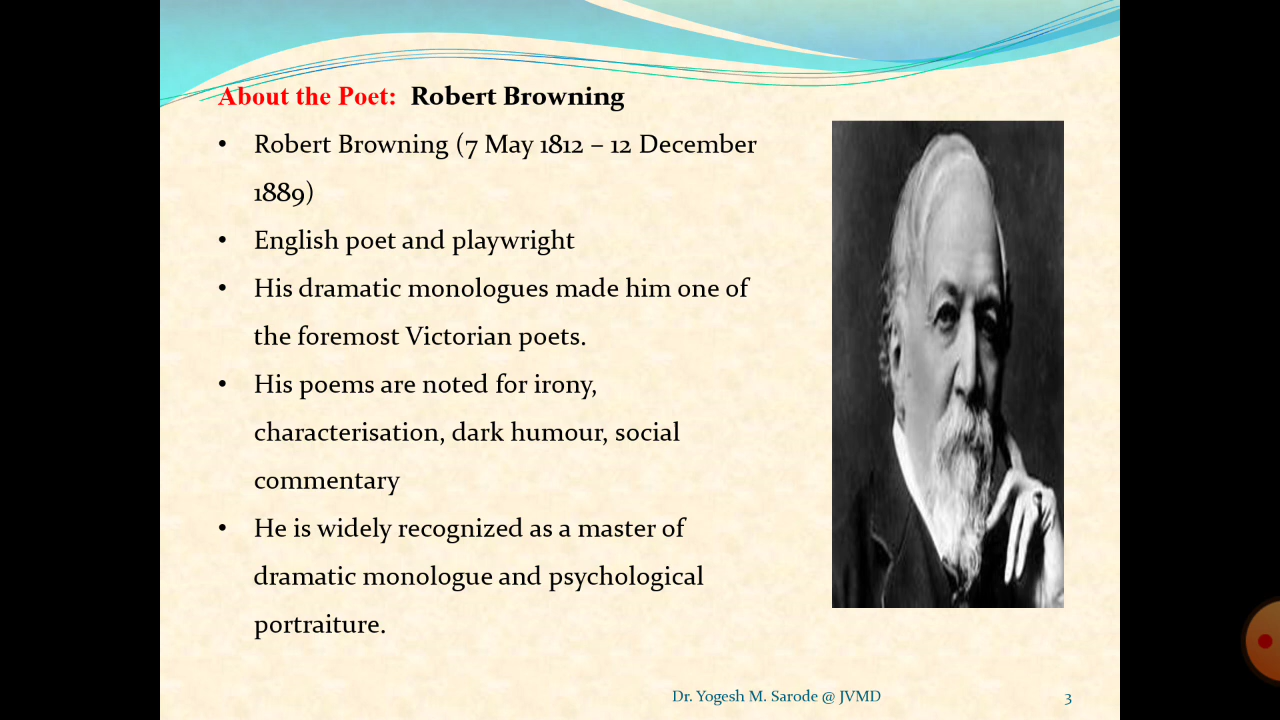 About the Poet: Robert Browning
• Robert Browning (7 May 1812 – 12 December
1889)
• English poet and playwright
• His dramatic monologues made him one of
the foremost Victorian poets.
• His poems are noted for irony,
characterisation, dark humour, social
commentary
• He is widely recognized as a master of
dramatic monologue and psychological
portraiture.
Dr. Yogesh M. Sarode @ JVMD
3